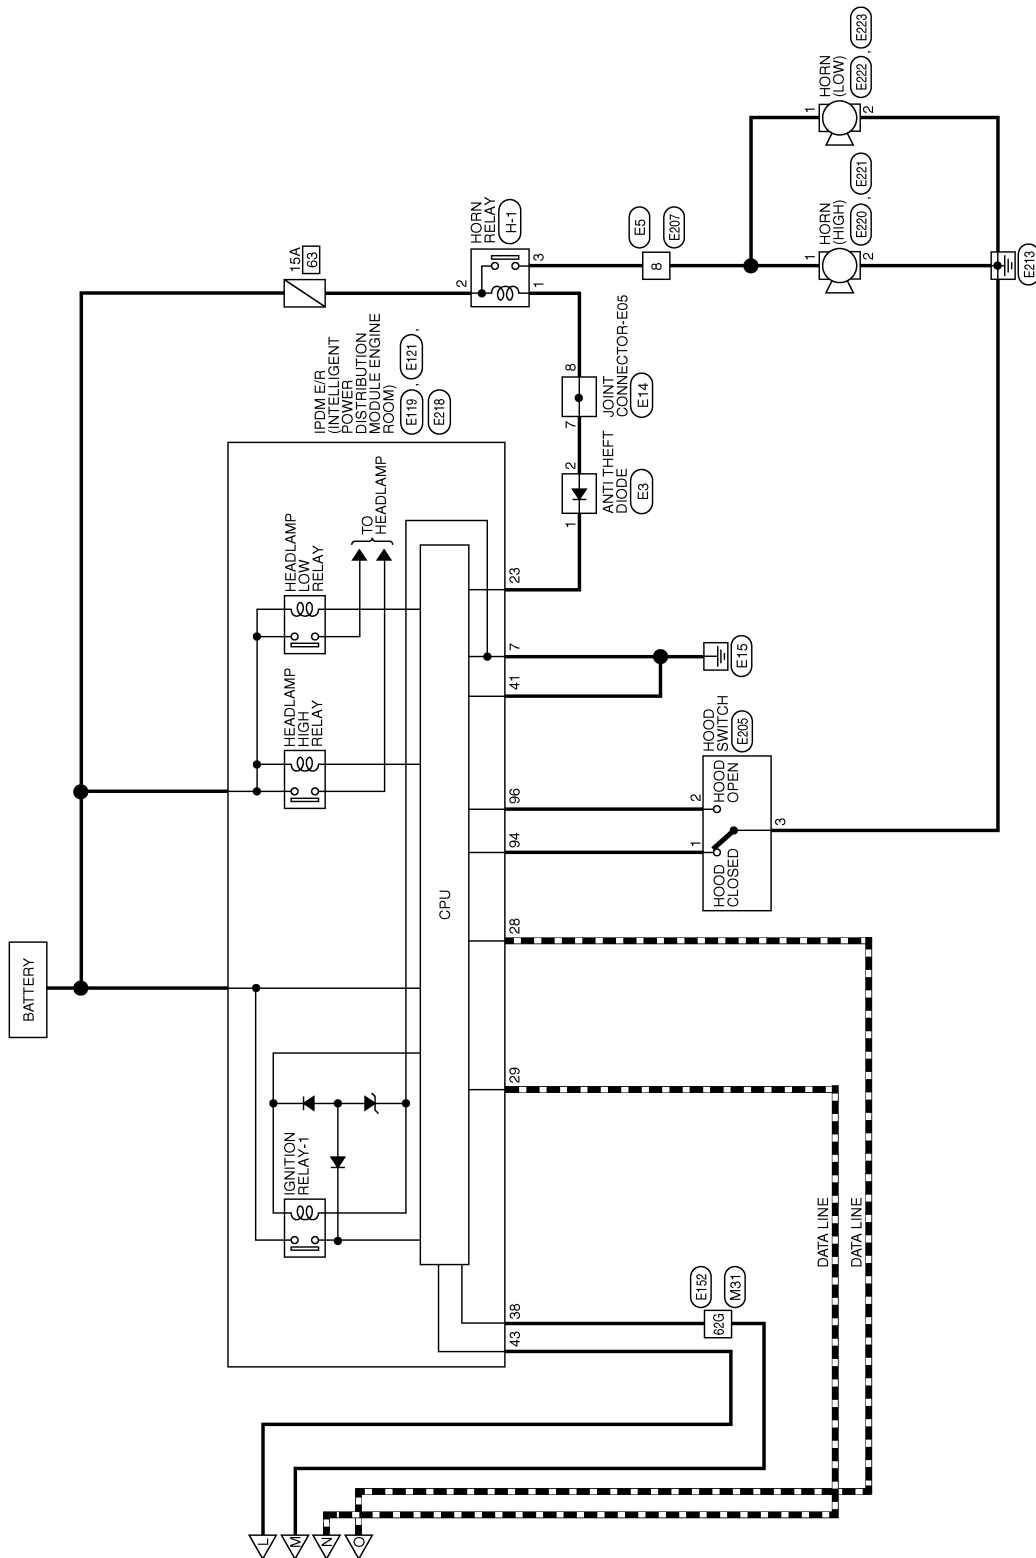 BATTERY
15A
63
HORN
RELAY
H-1
2
3
1
IPDM E/R
(INTELLIGENT
POWER
DISTRIBUTION
MODULE ENGINE
ROOM)
E119 , E121 ,
E218
IGNITION
RELAY-1
HEADLAMP
HIGH
RELAY
HEADLAMP
LOW
RELAY
TO
HEADLAMP
CPU
43
38
29
28
94
96
41
7
23
1
2
ANTI THEFT
DIODE
E3
7
8
JOINT
CONNECTOR-E05
E14
8
E5
E207
1
2
HORN
(HIGH)
E220 , E221
1
2
HORN
(LOW)
E222 , E223
E213
E15
HOOD
SWITCH
E205
1
2
3
HOOD
CLOSED
HOOD
OPEN
62G
E152
M31
DATA LINE
DATA LINE
L
M
N
O